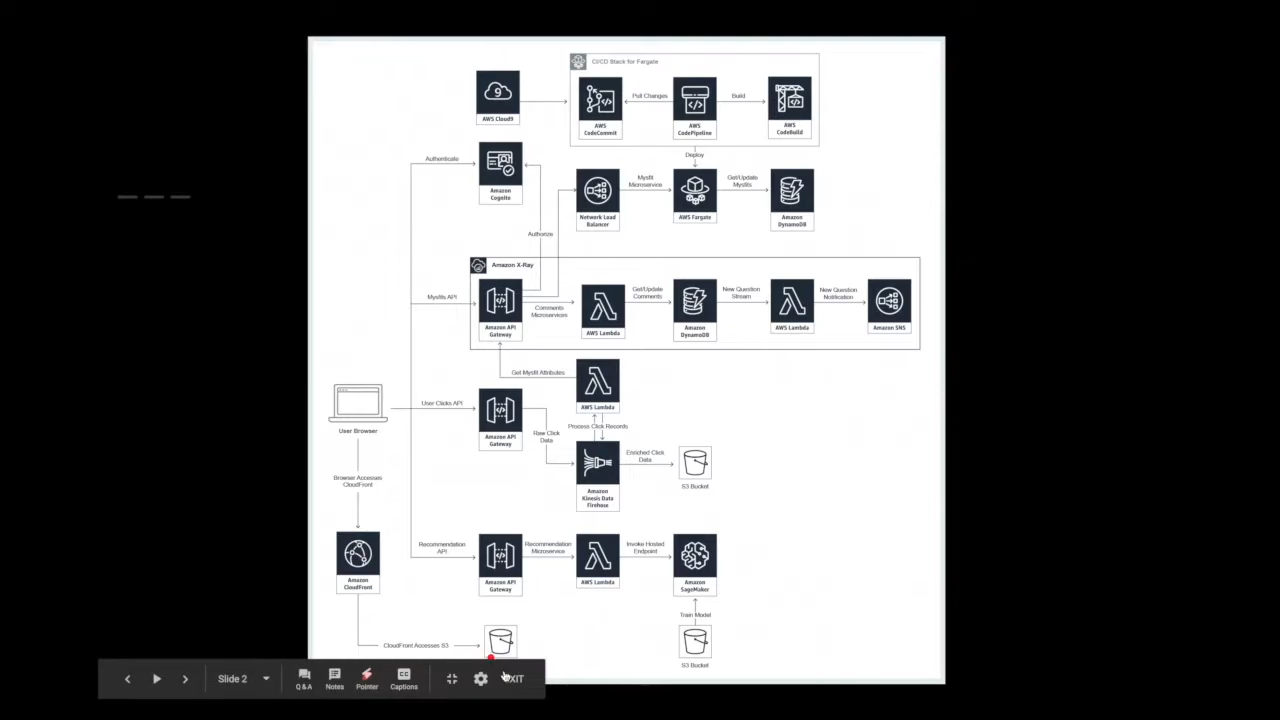 CI/CD Stack for Fargate
9
AWS Cloud9
AWS
CodeCommit
Pull Changes
AWS
CodePipeline
Build
AWS
CodeBuild
Deploy
Authenticate
Amazon
Cognito
Authorize
Network Load
Balancer
Mysfit
Microservice
AWS Fargate
Get/Update
Mysfits
Amazon
DynamoDB
Amazon X-Ray
Mysfits API
Amazon API
Gateway
Comments
Microservices
AWS Lambda
Get/Update
Comments
Amazon
DynamoDB
New Question
Stream
AWS Lambda
New Question
Notification
Amazon SNS
Get Mysfit Attributes
AWS Lambda
User Browser
User Clicks API
Amazon API
Gateway
Raw Click
Data
Process Click Records
Amazon
Kinesis Data
Firehose
Enriched Click
Data
S3 Bucket
Browser Accesses
CloudFront
Amazon
CloudFront
Recommendation
API
Amazon API
Gateway
Recommendation
Microservice
AWS Lambda
Invoke Hosted
Endpoint
Amazon
SageMaker
Train Model
S3 Bucket
CloudFront Accesses S3
Slide 2
Q & A
Notes
Pointer
CC
Captions
EXIT